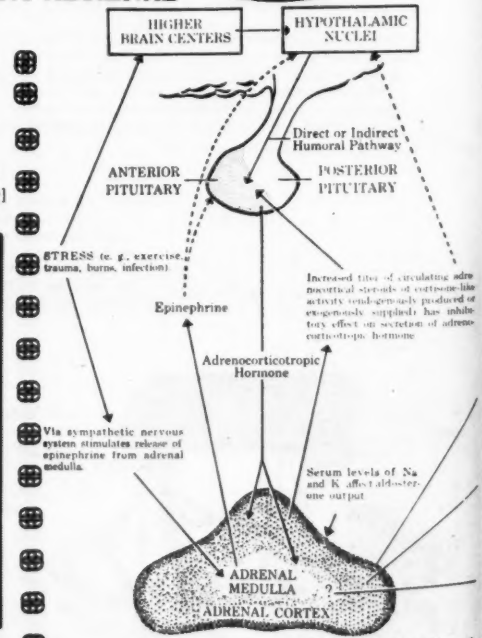 HIGHER
BRAIN CENTERS
HYPOTHALAMIC
NUCLEI
Direct or Indirect
Humoral Pathway
ANTERIOR
PITUITARY
POSTERIOR
PITUITARY
STRESS (e. g., exercise,
trauma, burns, infection)
Epinephrine
Increased titer of circulating adre-
nocortical steroids of cortisone-like
activity (endogenously produced or
exogenously supplied) has inhibi-
tory effect on secretion of adreno-
corticotropic hormone
Adrenocorticotropic
Hormone
Via sympathetic nervous
system stimulates release of
epinephrine from adrenal
medulla.
Serum levels of Na
and K affect aldoster-
one output
ADRENAL
MEDULLA
?
ADRENAL CORTEX